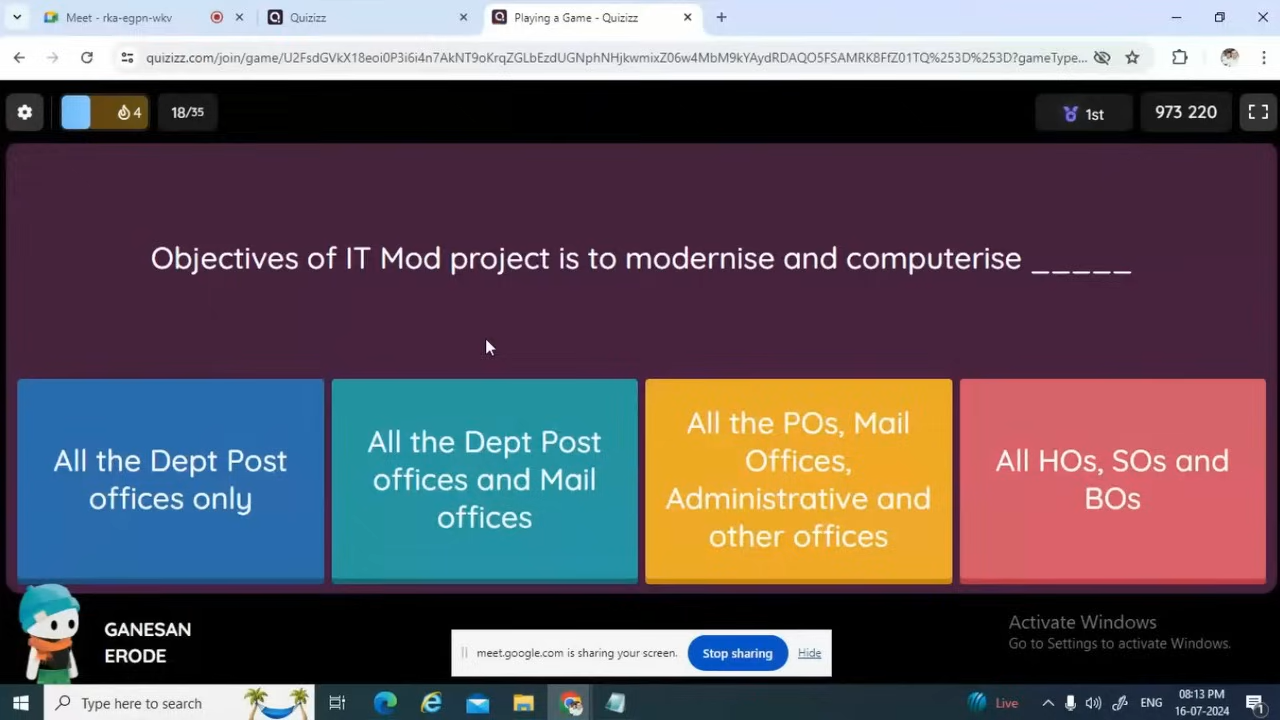 Meet - rka-egpn-wkv
Quizizz
Playing a Game - Quizizz
quizizz.com/join/game/U2FsdGVkX18eoi0P3i6i4n7AkNT9oKrqZGLbEzdUGNphNHjkwmixZ06w4MbM9kYAydRDAQO5FSAMRK8FfZ01TQ%253D%253D?gameType...
4
18/35
1st
973 220
Objectives of IT Mod project is to modernise and computerise _____
All the Dept Post
offices only
All the Dept Post
offices and Mail
offices
All the POs, Mail
Offices,
Administrative and
other offices
All HOs, SOs and
BOs
GANESAN
ERODE
meet.google.com is sharing your screen.
Stop sharing
Hide
Activate Windows
Go to Settings to activate Windows.
Type here to search
Live
ENG
08:13 PM
16-07-2024
1